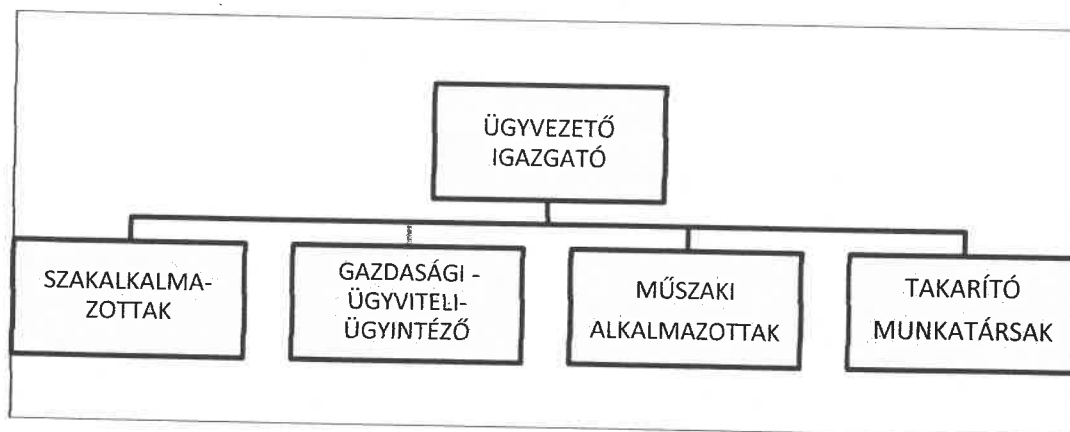 ÜGYVEZETŐ
IGAZGATÓ
SZAKALKALMA-
ZOTTAK
GAZDASÁGI -
ÜGYVITELI-
ÜGYINTÉZŐ
MŰSZAKI
ALKALMAZOTTAK
TAKARÍTÓ
MUNKATÁRSAK